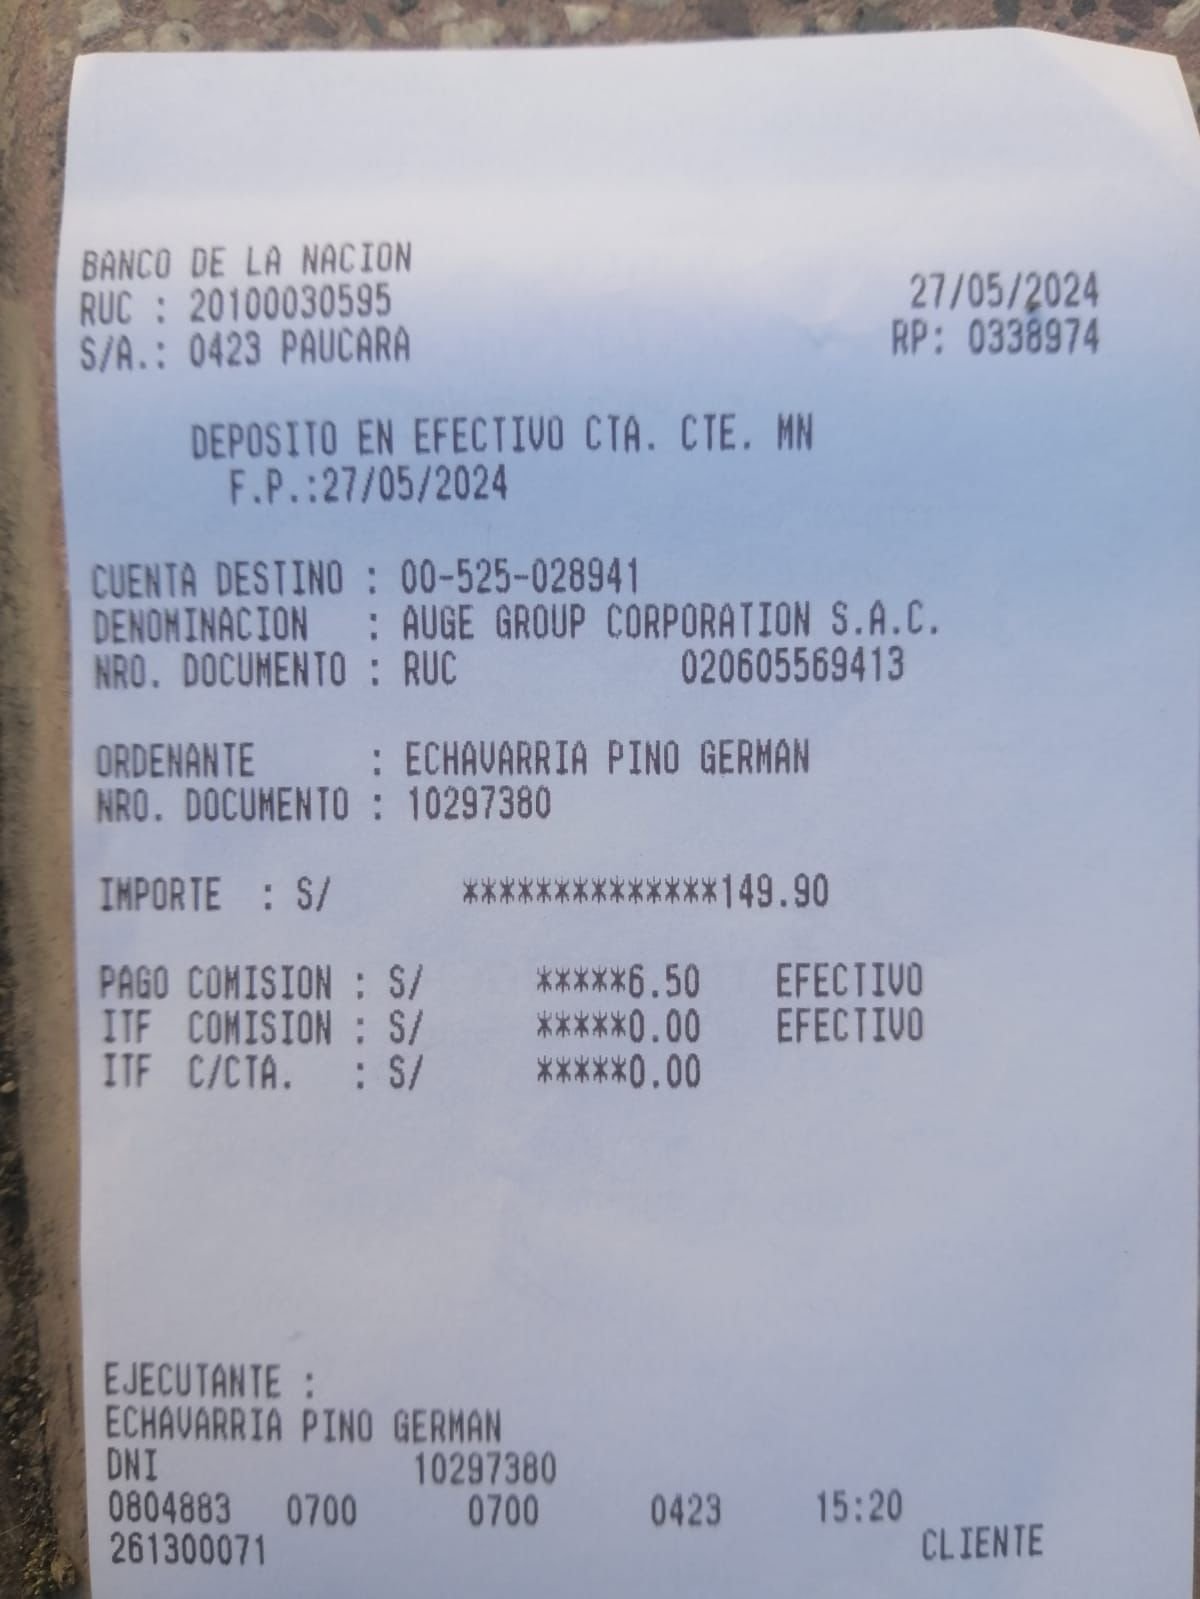 BANCO DE LA NACION
RUC : 20100030595 27/05/2024
S/A.: 0423 PAUCARA RP: 0338974
DEPOSITO EN EFECTIVO CTA. CTE. MN
F.P.:27/05/2024
CUENTA DESTINO : 00-525-028941
DENOMINACION : AUGE GROUP CORPORATION S.A.C.
NRO. DOCUMENTO : RUC 020605569413
ORDENANTE : ECHAVARRIA PINO GERMAN
NRO. DOCUMENTO : 10297380
IMPORTE : S/ **************149.90
PAGO COMISION : S/ *****6.50 EFECTIVO
ITF COMISION : S/ *****0.00 EFECTIVO
ITF C/CTA. : S/ *****0.00
EJECUTANTE :
ECHAVARRIA PINO GERMAN
DNI 10297380
0804883 0700 0700 0423 15:20
261300071 CLIENTE